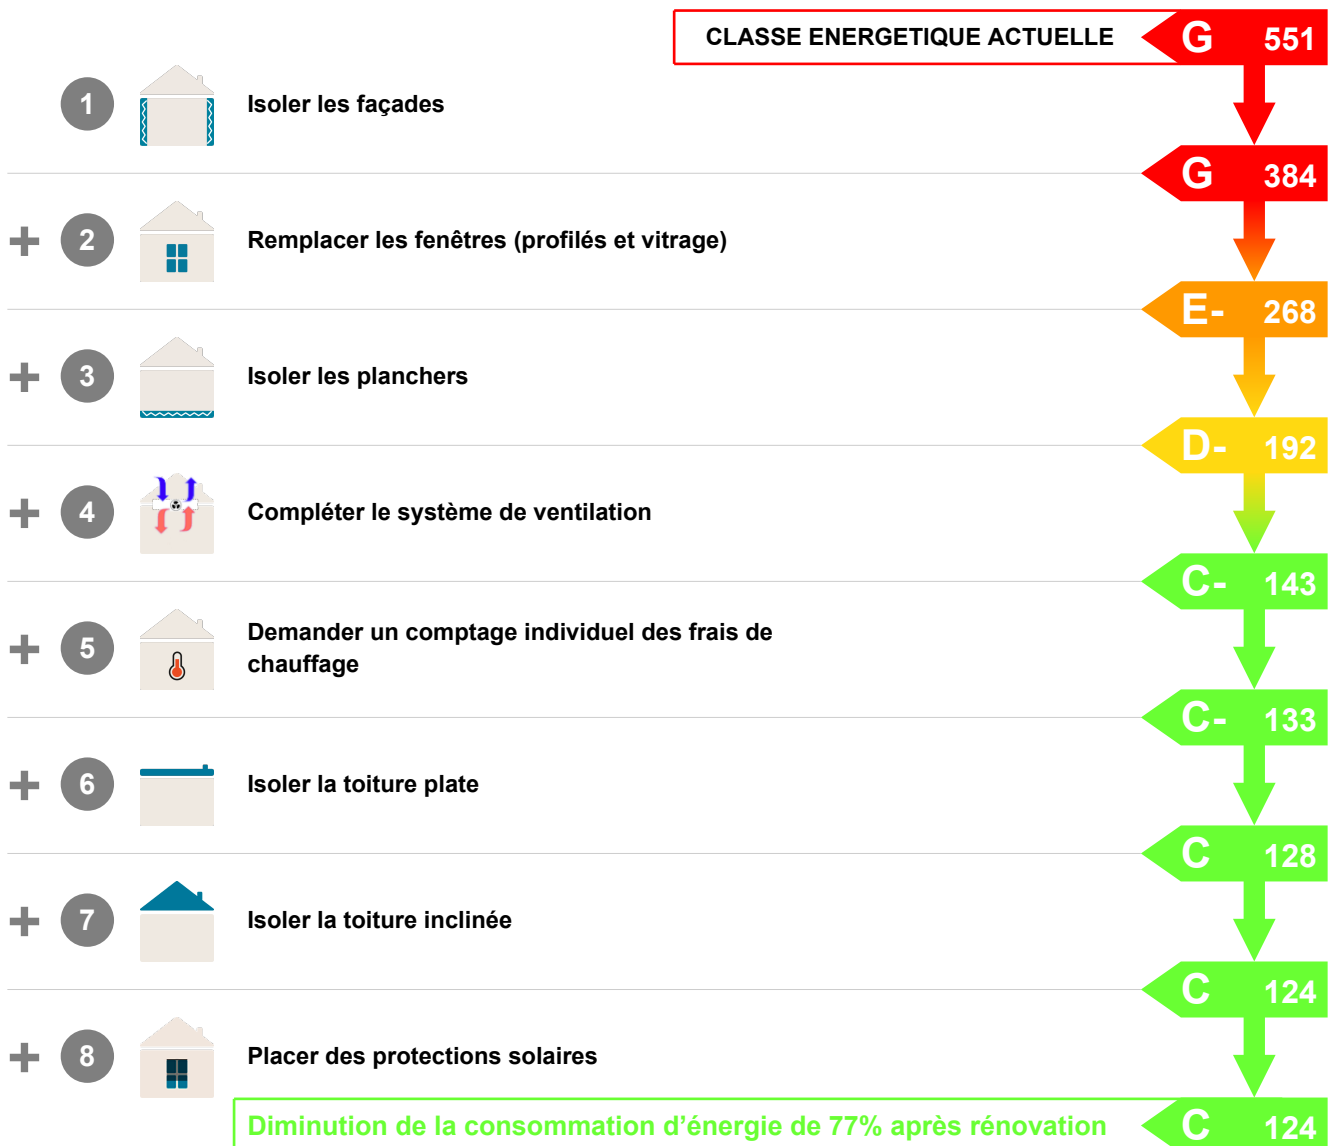 CLASSE ENERGETIQUE ACTUELLE G 551
1 Isoler les façades
G 384
+ 2 Remplacer les fenêtres (profilés et vitrage)
E- 268
+ 3 Isoler les planchers
D- 192
+ 4 Compléter le système de ventilation
C- 143
+ 5 Demander un comptage individuel des frais de
chauffage
C- 133
+ 6 Isoler la toiture plate
C 128
+ 7 Isoler la toiture inclinée
C 124
+ 8 Placer des protections solaires
Diminution de la consommation d’énergie de 77% après rénovation C 124